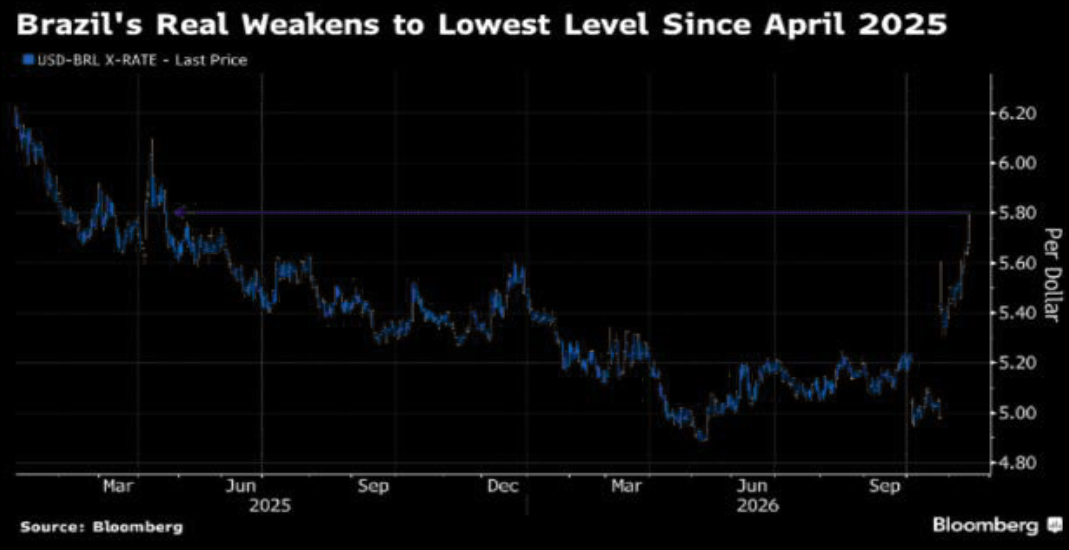 Brazil's Real Weakens to Lowest Level Since April 2025
USD-BRL X-RATE - Last Price
6.20
6.00
5.80
5.60
5.40
5.20
5.00
4.80
Per Dollar
Mar Jun Sep Dec Mar Jun Sep
2025 2026
Source: Bloomberg
Bloomberg